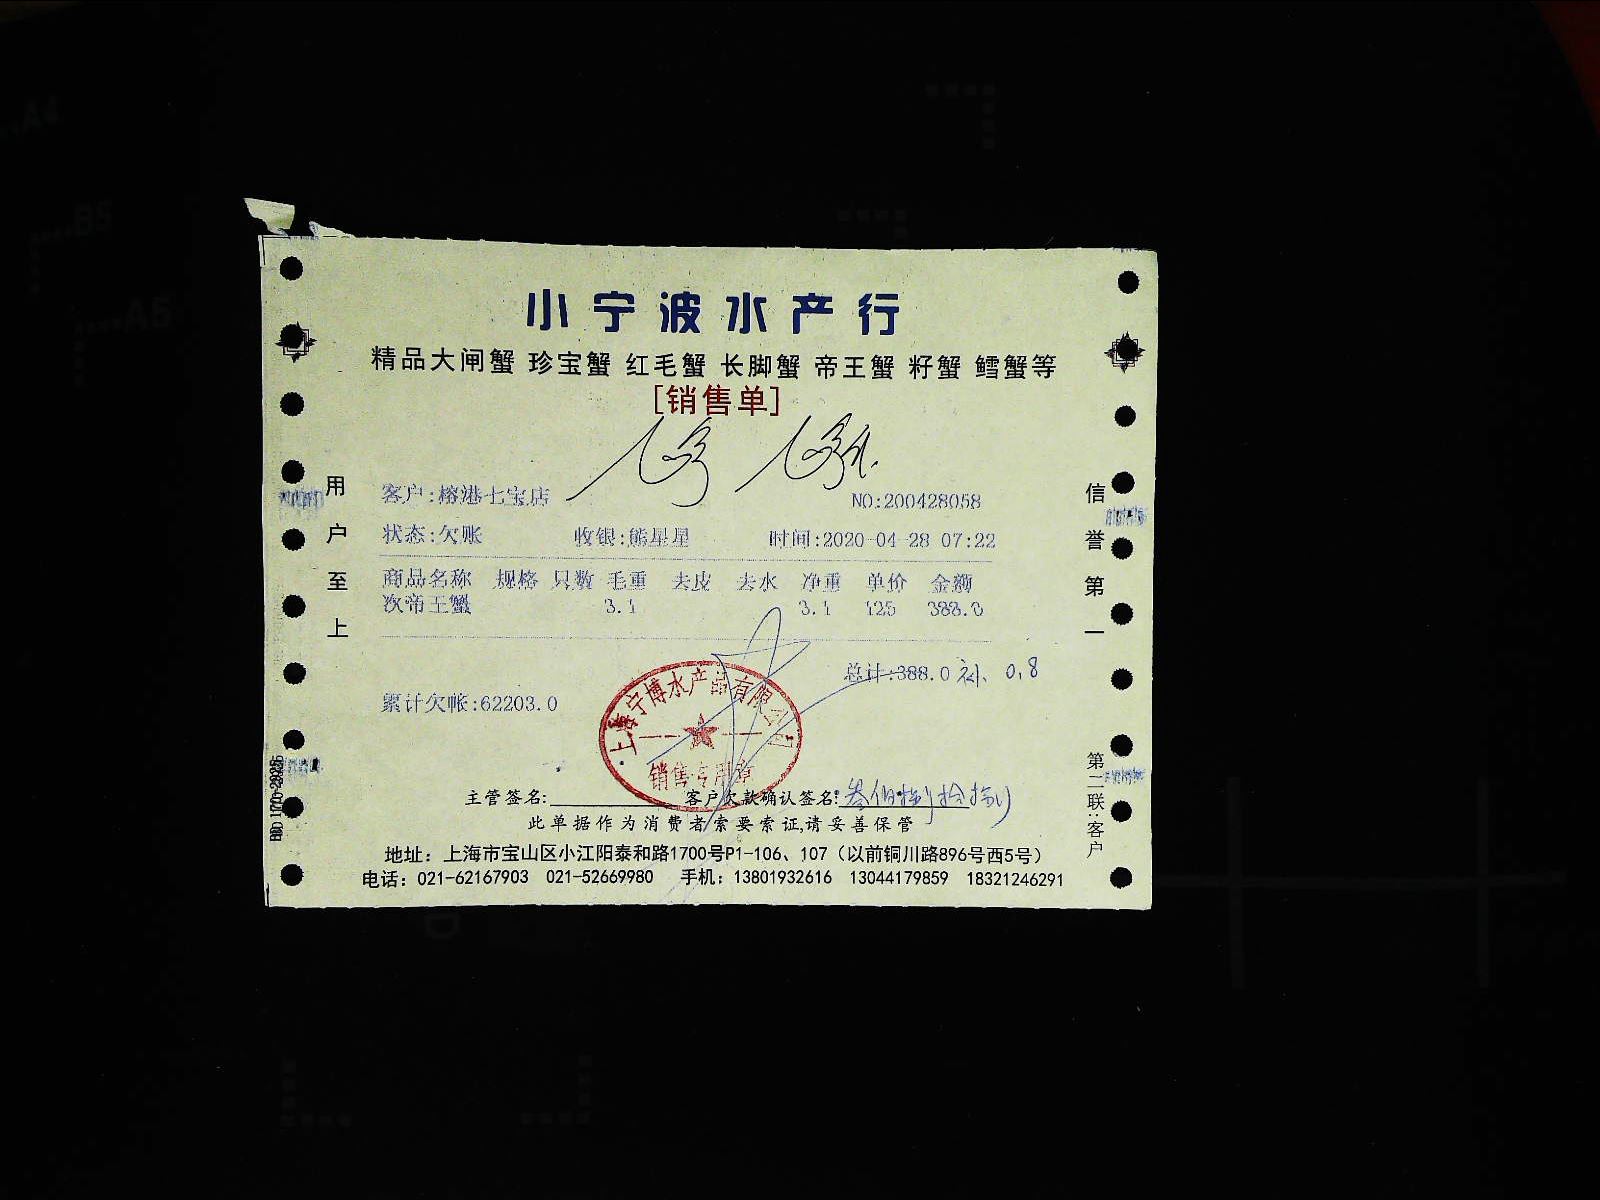 小宁波水产行
精品大闸蟹 珍宝蟹 红毛蟹 长脚蟹 帝王蟹 籽蟹 鳕蟹等
[销售单]
客户:榕港七宝店 NO:200428058
状态:欠账 收银:熊星星 时间:2020-04-28 07:22
商品名称 规格 只数 毛重 去皮 去水 净重 单价 金额
次帝王蟹 3.1 3.1 125 388.0
总计:388.0 补 0.8
累计欠帐:62203.0
上海宁博水产品有限公司
销售专用章
主管签名: 客户欠款确认签名: 叁佰捌拾捌
此单据作为消费者索要索证,请妥善保管
地址：上海市宝山区小江阳泰和路1700号P1-106、107（以前铜川路896号西5号）
电话：021-62167903 021-52669980 手机：13801932616 13044179859 18321246291
用户至上
信誉第一
第二联:客户